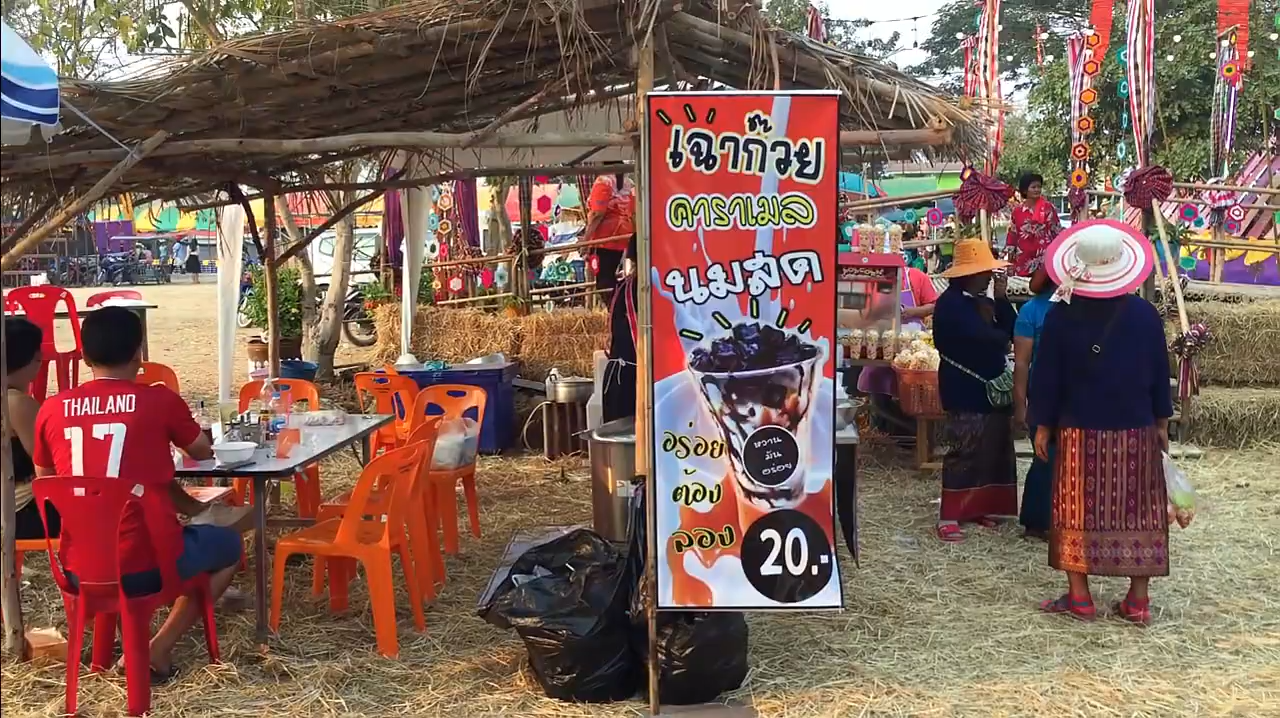 THAILAND
17
เฉาก๊วย
คาราเมล
นมสด
หวาน
มัน
อร่อย
อร่อย
ต้อง
ลอง
20.-